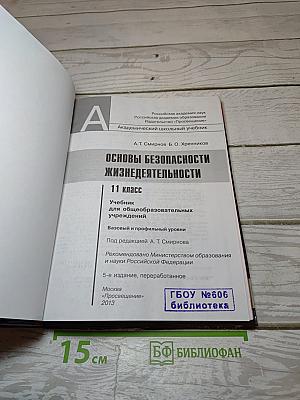 Российская академия наук
Российская академия образования
Издательство «Просвещение»
А
Академический школьный учебник
А. Т. Смирнов Б. О. Хренников
ОСНОВЫ БЕЗОПАСНОСТИ
ЖИЗНЕДЕЯТЕЛЬНОСТИ
11 класс
Учебник
для общеобразовательных
учреждений
Базовый и профильный уровни
Под редакцией А. Т. Смирнова
Рекомендовано Министерством образования
и науки Российской Федерации
5-е издание, переработанное
Москва
«Просвещение»
2013
ГБОУ №606
библиотека
15 см
БФ БИБЛИОФАН